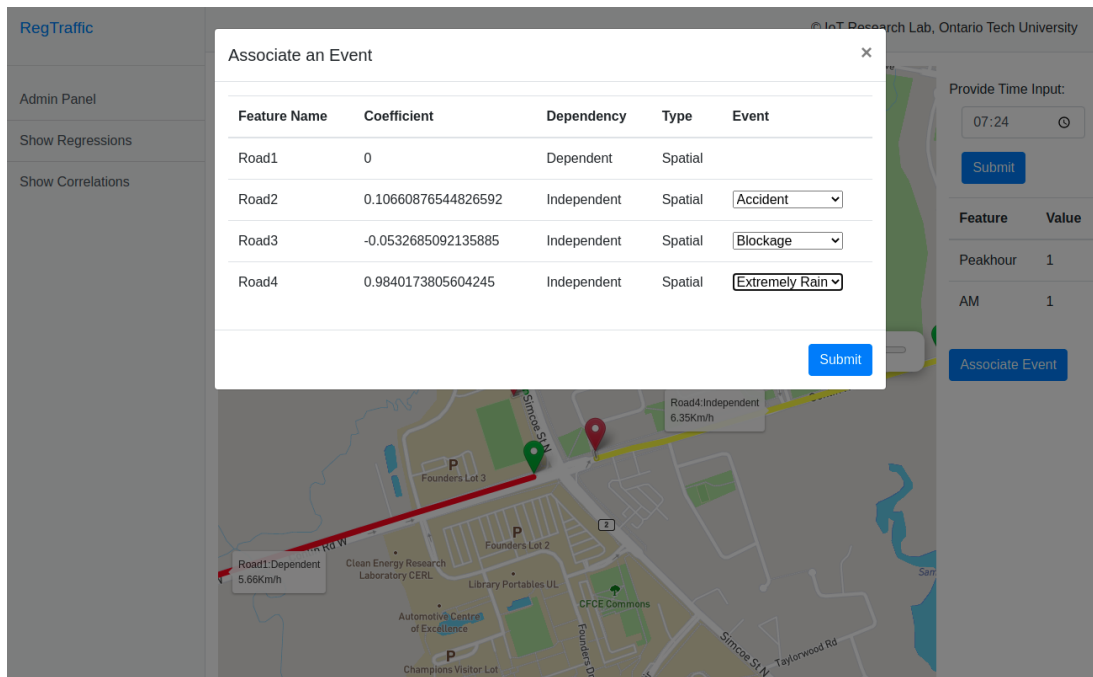 RegTraffic
© IoT Research Lab, Ontario Tech University
Admin Panel
Show Regressions
Show Correlations
Associate an Event
×
Feature Name Coefficient Dependency Type Event
Road1 0 Dependent Spatial
Road2 0.10660876544826592 Independent Spatial Accident
Road3 -0.0532685092135885 Independent Spatial Blockage
Road4 0.9840173805604245 Independent Spatial Extremely Rain
Submit
Provide Time Input:
07:24
Submit
Feature Value
Peakhour 1
AM 1
Associate Event
Road4:Independent
6.35Km/h
Simcoe St N
P
Founders Lot 3
2
P
Founders Lot 2
Rd W
Road1:Dependent
5.66Km/h
Clean Energy Research
Laboratory CERL
Library Portables UL
CFCE Commons
Automotive Centre
of Excellence
Founders Dr
Simcoe St N
Taylorwood Rd
P
Champions Visitor Lot